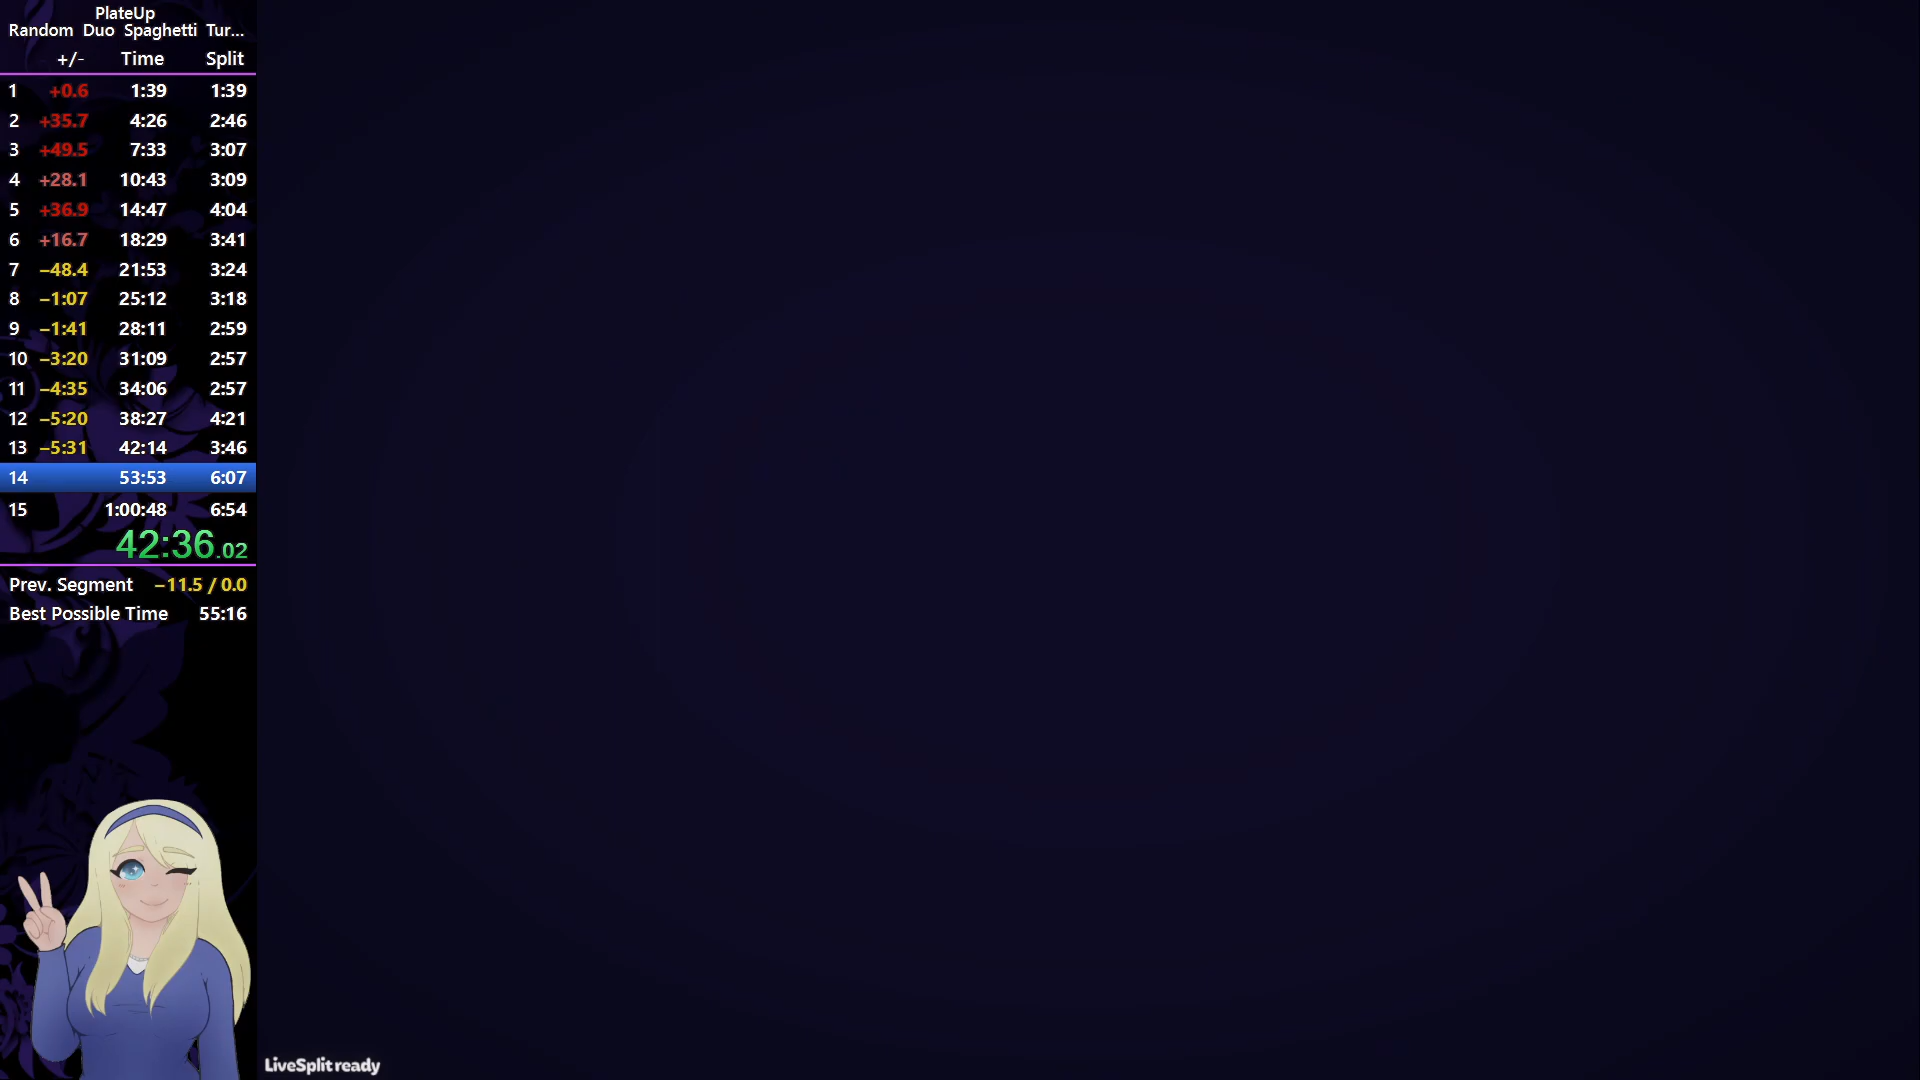 PlateUp
Random Duo Spaghetti Tur...
+/- Time Split
1 +0.6 1:39 1:39
2 +35.7 4:26 2:46
3 +49.5 7:33 3:07
4 +28.1 10:43 3:09
5 +36.9 14:47 4:04
6 +16.7 18:29 3:41
7 −48.4 21:53 3:24
8 −1:07 25:12 3:18
9 −1:41 28:11 2:59
10 −3:20 31:09 2:57
11 −4:35 34:06 2:57
12 −5:20 38:27 4:21
13 −5:31 42:14 3:46
14 53:53 6:07
15 1:00:48 6:54
42:36.02
Prev. Segment −11.5 / 0.0
Best Possible Time 55:16
LiveSplit ready